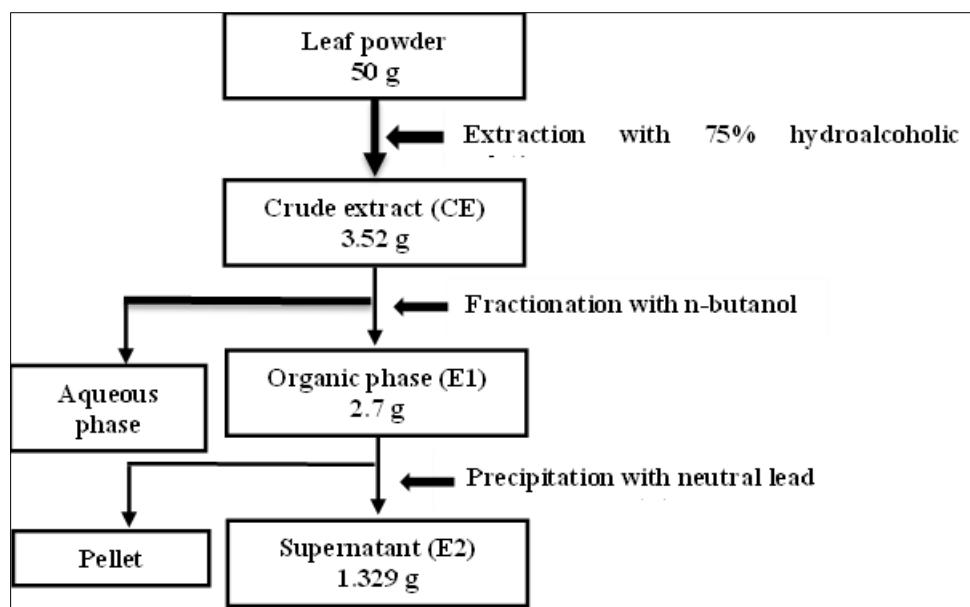 Leaf powder
50 g
Extraction with 75% hydroalcoholic
Crude extract (CE)
3.52 g
Fractionation with n-butanol
Aqueous
phase
Organic phase (E1)
2.7 g
Precipitation with neutral lead
Pellet
Supernatant (E2)
1.329 g